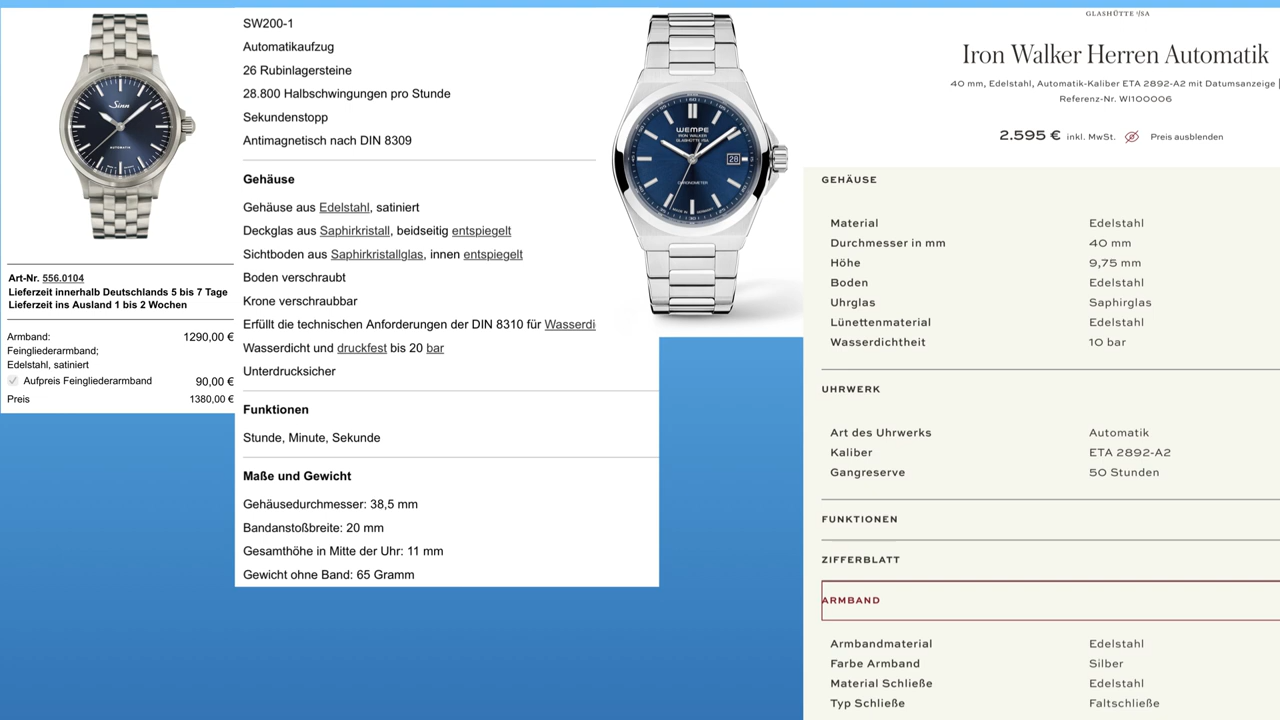 Sinn
AUTOMATIC
Art-Nr. 556.0104
Lieferzeit innerhalb Deutschlands 5 bis 7 Tage
Lieferzeit ins Ausland 1 bis 2 Wochen
Armband: 1290,00 €
Feingliederarmband;
Edelstahl, satiniert
Aufpreis Feingliederarmband 90,00 €
Preis 1380,00 €
SW200-1
Automatikaufzug
26 Rubinlagersteine
28.800 Halbschwingungen pro Stunde
Sekundenstopp
Antimagnetisch nach DIN 8309
Gehäuse
Gehäuse aus Edelstahl, satiniert
Deckglas aus Saphirkristall, beidseitig entspiegelt
Sichtboden aus Saphirkristallglas, innen entspiegelt
Boden verschraubt
Krone verschraubbar
Erfüllt die technischen Anforderungen der DIN 8310 für Wasserdi
Wasserdicht und druckfest bis 20 bar
Unterdrucksicher
Funktionen
Stunde, Minute, Sekunde
Maße und Gewicht
Gehäusedurchmesser: 38,5 mm
Bandanstoßbreite: 20 mm
Gesamthöhe in Mitte der Uhr: 11 mm
Gewicht ohne Band: 65 Gramm
WEMPE
IRON WALKER
GLASHÜTTE I/SA
28
CHRONOMETER
GLASHÜTTE I/SA
Iron Walker Herren Automatik
40 mm, Edelstahl, Automatik-Kaliber ETA 2892-A2 mit Datumsanzeige |
Referenz-Nr. WI100006
2.595 € inkl. MwSt. Preis ausblenden
GEHÄUSE
Material Edelstahl
Durchmesser in mm 40 mm
Höhe 9,75 mm
Boden Edelstahl
Uhrglas Saphirglas
Lünettenmaterial Edelstahl
Wasserdichtheit 10 bar
UHRWERK
Art des Uhrwerks Automatik
Kaliber ETA 2892-A2
Gangreserve 50 Stunden
FUNKTIONEN
ZIFFERBLATT
ARMBAND
Armbandmaterial Edelstahl
Farbe Armband Silber
Material Schließe Edelstahl
Typ Schließe Faltschließe